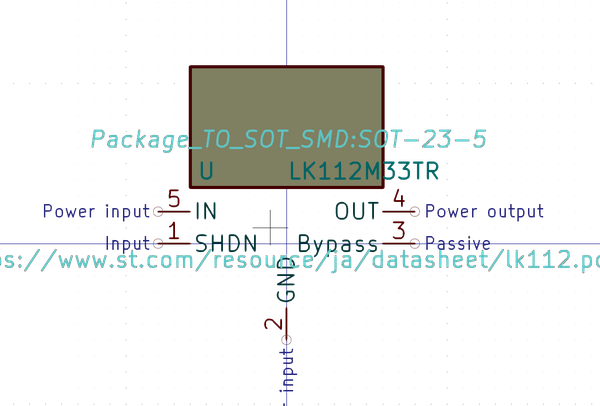 Package_TO_SOT_SMD:SOT-23-5
U LK112M33TR
Power input 5 IN OUT 4 Power output
Input 1 SHDN Bypass 3 Passive
s://www.st.com/resource/ja/datasheet/lk112.p
GND
2
input